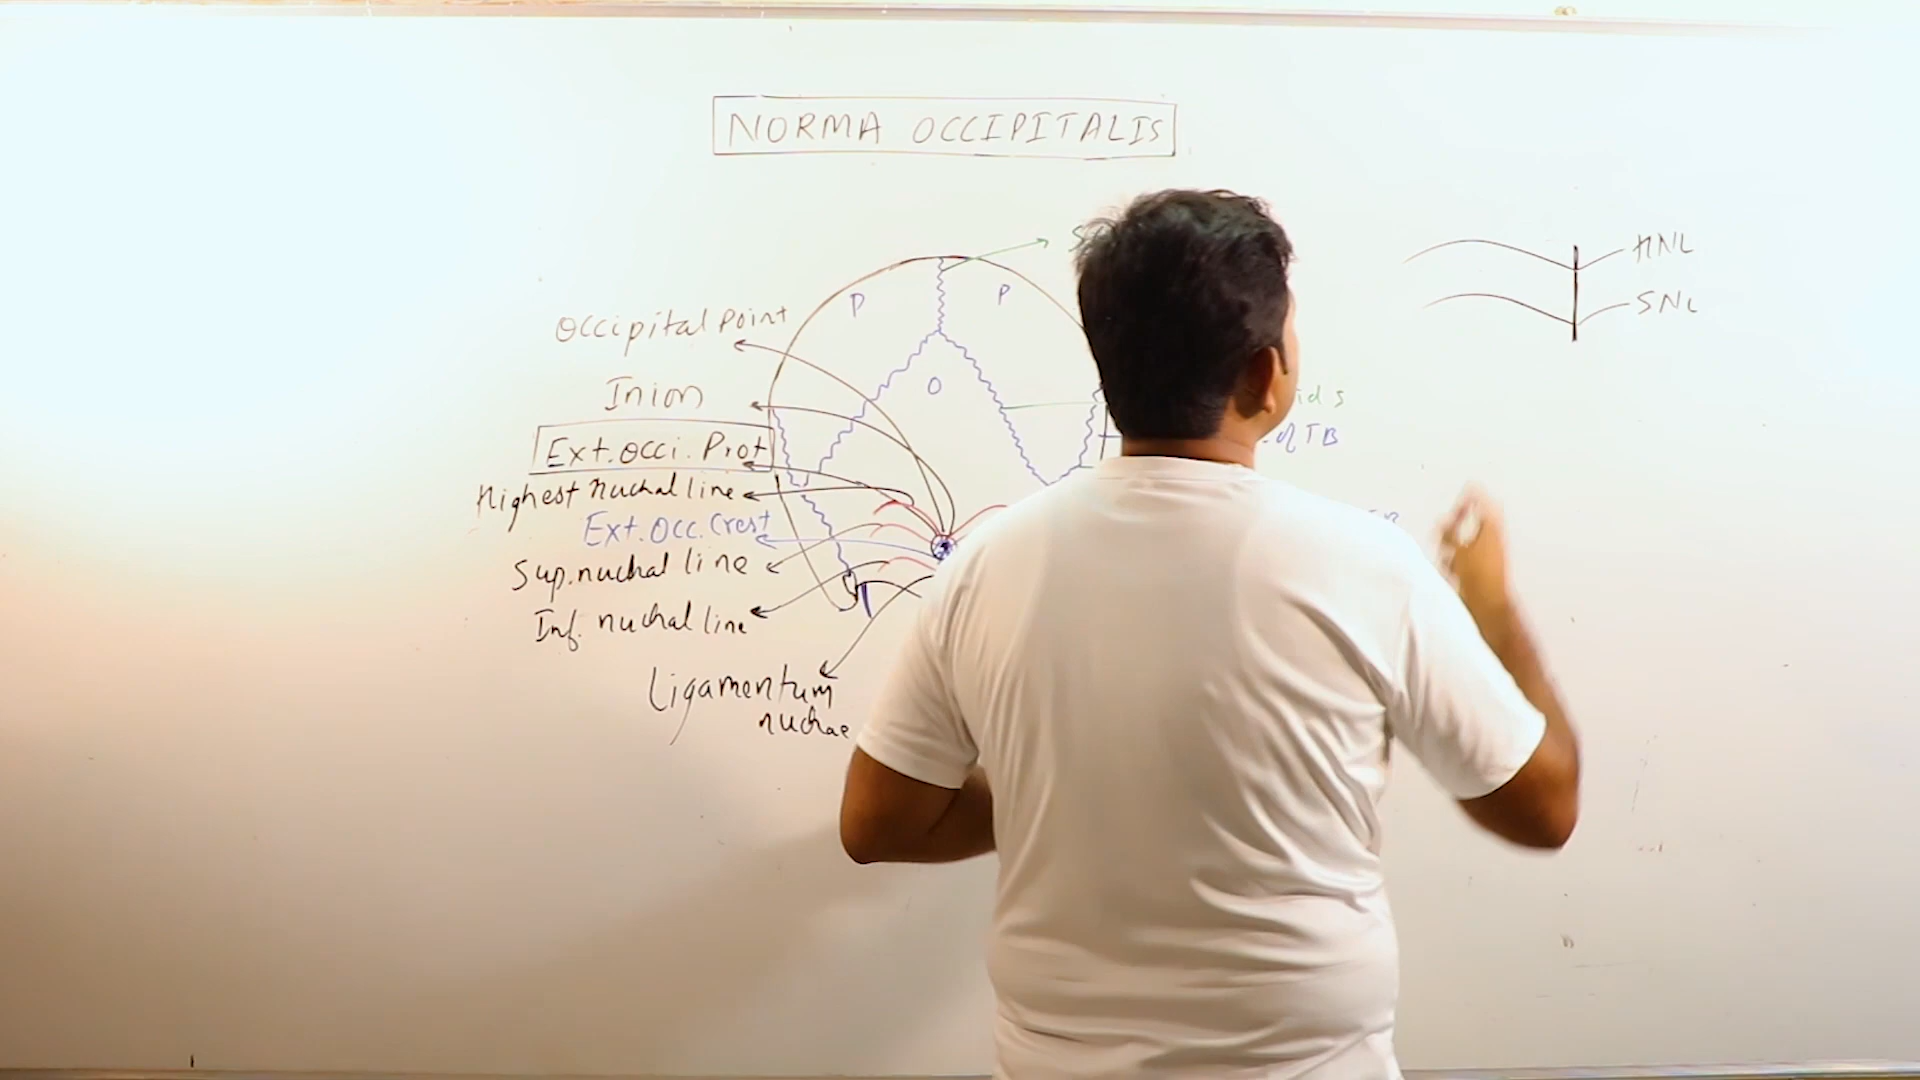 NORMA OCCIPITALIS
P P
O
Occipital point
Inion
Ext. Occi. Prot
Highest nuchal line
Ext. Occ. Crest
Sup. nuchal line
Inf. nuchal line
Ligamentum
nuchae
HNL
SNL
TB